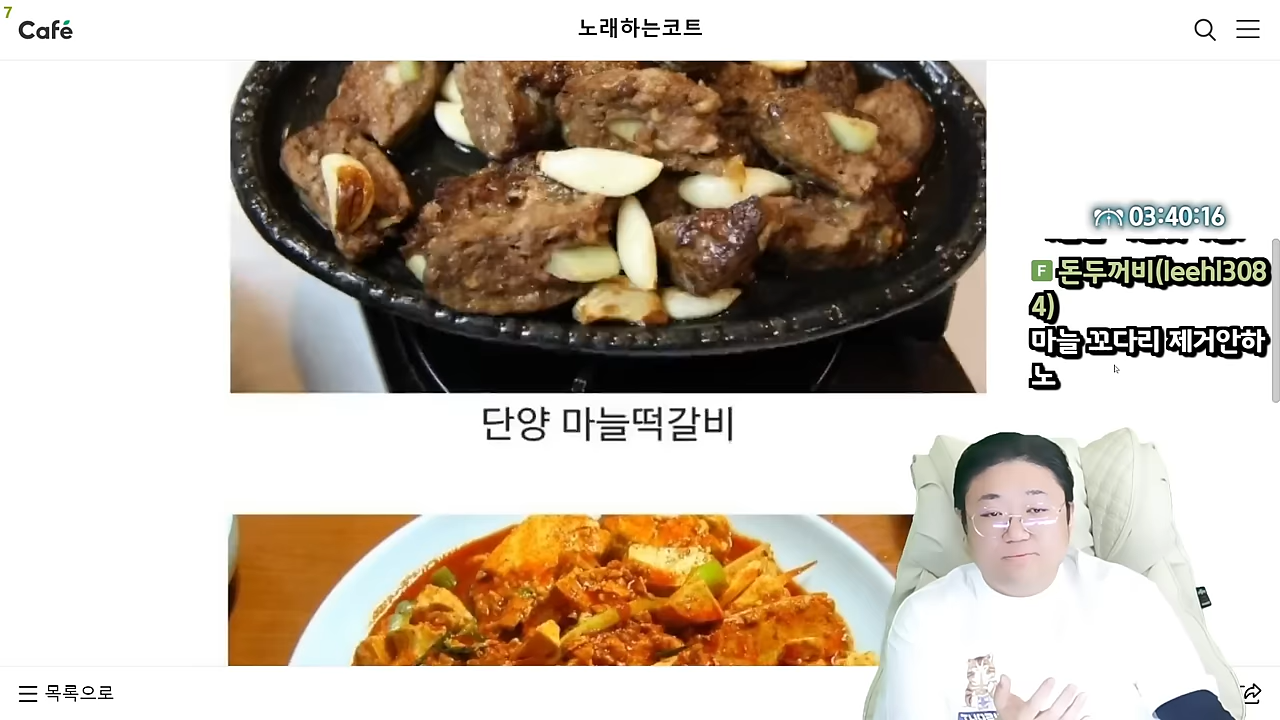 7
Café
노래하는코트
03:40:16
F 돈두꺼비(leehl308
4)
마늘 꼬다리 제거안하
노
단양 마늘떡갈비
목록으로